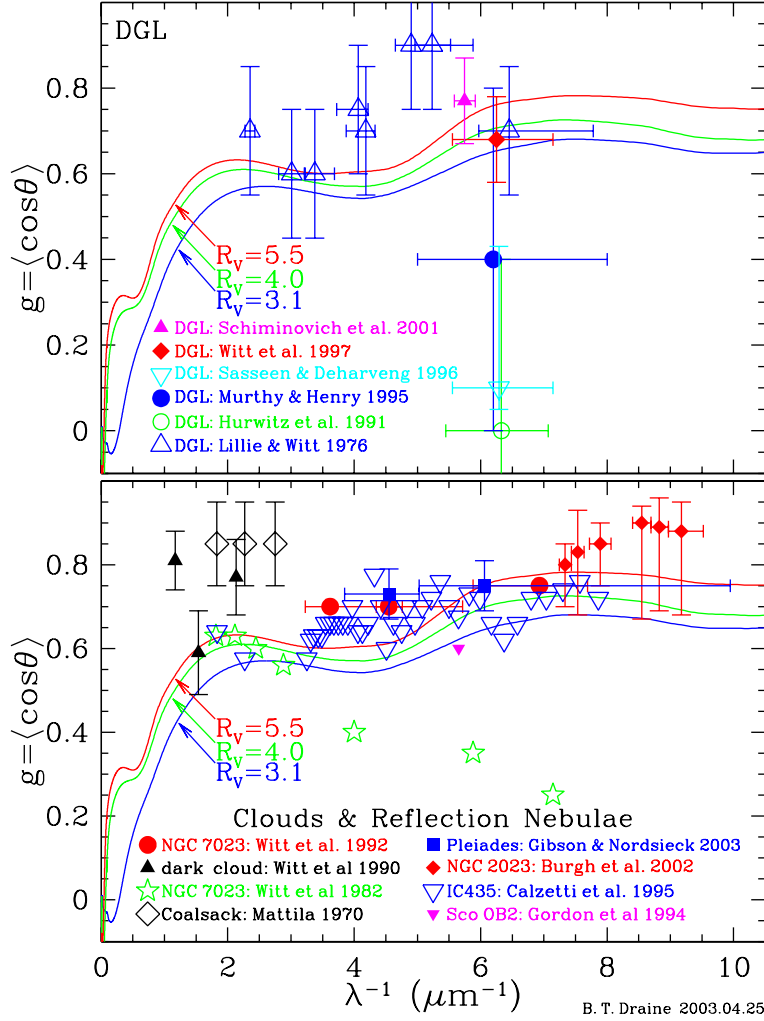 DGL
0.8
0.6
0.4
0.2
0
g=⟨cosθ⟩
R_V=5.5
R_V=4.0
R_V=3.1
DGL: Schiminovich et al. 2001
DGL: Witt et al. 1997
DGL: Sasseen & Deharveng 1996
DGL: Murthy & Henry 1995
DGL: Hurwitz et al. 1991
DGL: Lillie & Witt 1976
0.8
0.6
0.4
0.2
0
g=⟨cosθ⟩
R_V=5.5
R_V=4.0
R_V=3.1
Clouds & Reflection Nebulae
NGC 7023: Witt et al. 1992
dark cloud: Witt et al 1990
NGC 7023: Witt et al 1982
Coalsack: Mattila 1970
Pleiades: Gibson & Nordsieck 2003
NGC 2023: Burgh et al. 2002
IC435: Calzetti et al. 1995
Sco OB2: Gordon et al 1994
0 2 4 6 8 10
λ⁻¹ (μm⁻¹)
B. T. Draine 2003.04.25